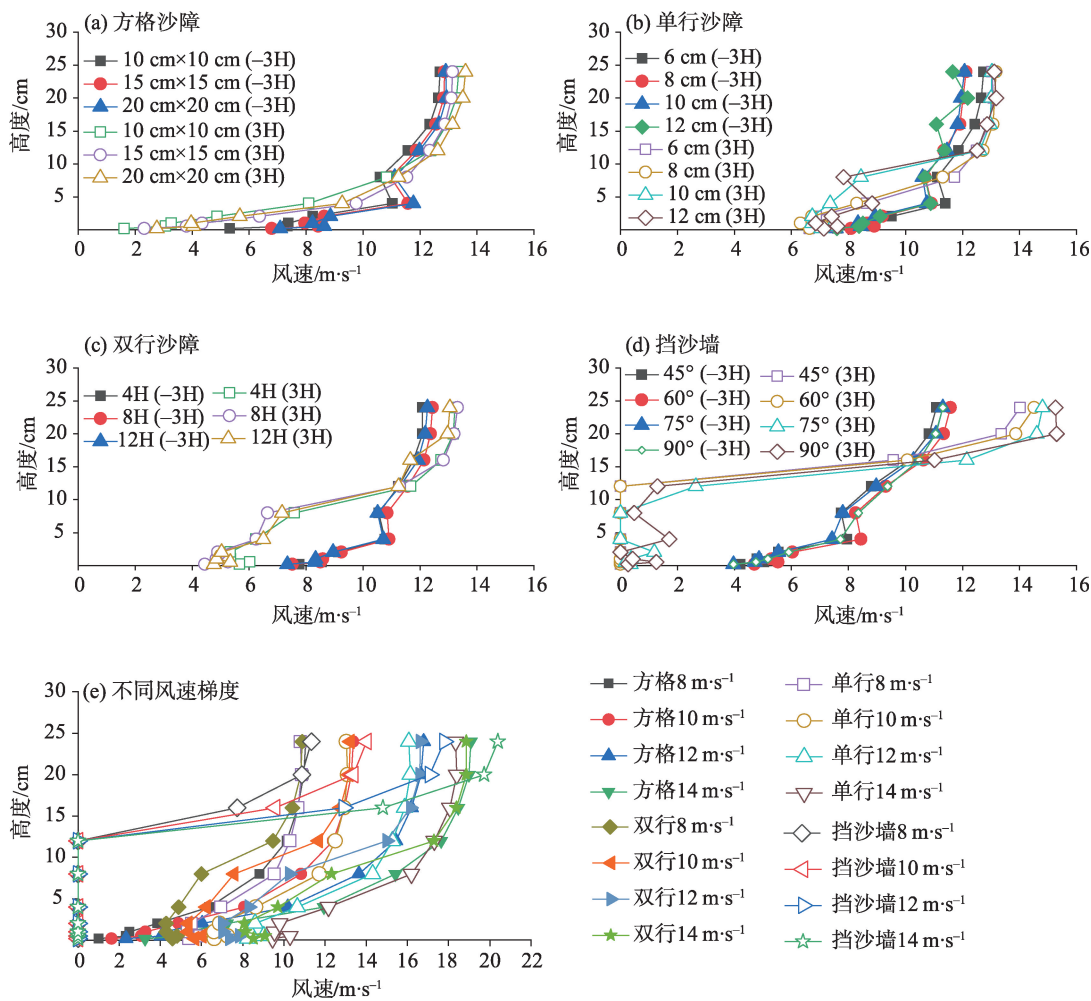 (a) 方格沙障
30
25
20
15
10
5
0
2
4
6
8
10
12
14
16
高度/cm
风速/m·s⁻¹
10 cm×10 cm (–3H)
15 cm×15 cm (–3H)
20 cm×20 cm (–3H)
10 cm×10 cm (3H)
15 cm×15 cm (3H)
20 cm×20 cm (3H)
(b) 单行沙障
30
25
20
15
10
5
0
2
4
6
8
10
12
14
16
高度/cm
风速/m·s⁻¹
6 cm (–3H)
8 cm (–3H)
10 cm (–3H)
12 cm (–3H)
6 cm (3H)
8 cm (3H)
10 cm (3H)
12 cm (3H)
(c) 双行沙障
30
25
20
15
10
5
0
2
4
6
8
10
12
14
16
高度/cm
风速/m·s⁻¹
4H (–3H)
8H (–3H)
12H (–3H)
4H (3H)
8H (3H)
12H (3H)
(d) 挡沙墙
30
25
20
15
10
5
0
2
4
6
8
10
12
14
16
高度/cm
风速/m·s⁻¹
45° (–3H)
60° (–3H)
75° (–3H)
90° (–3H)
45° (3H)
60° (3H)
75° (3H)
90° (3H)
(e) 不同风速梯度
30
25
20
15
10
5
0
2
4
6
8
10
12
14
16
18
20
22
高度/cm
风速/m·s⁻¹
方格8 m·s⁻¹
方格10 m·s⁻¹
方格12 m·s⁻¹
方格14 m·s⁻¹
双行8 m·s⁻¹
双行10 m·s⁻¹
双行12 m·s⁻¹
双行14 m·s⁻¹
单行8 m·s⁻¹
单行10 m·s⁻¹
单行12 m·s⁻¹
单行14 m·s⁻¹
挡沙墙8 m·s⁻¹
挡沙墙10 m·s⁻¹
挡沙墙12 m·s⁻¹
挡沙墙14 m·s⁻¹